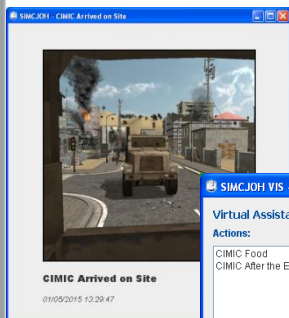 SIMCJOH - CIMIC Arrived on Site
CIMIC Arrived on Site
01/05/2015 13:29:47
SIMCJOH VIS
Virtual
Actions:
CIMIC Food
CIMIC After the